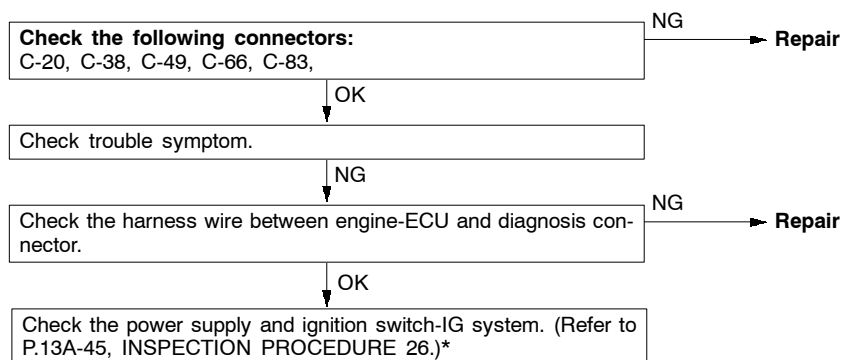 Check the following connectors:
NG
Repair
C-20, C-38, C-49, C-66, C-83,
OK
Check trouble symptom.
NG
Check the harness wire between engine-ECU and diagnosis con-
nector.
NG
Repair
OK
Check the power supply and ignition switch-IG system. (Refer to
P.13A-45, INSPECTION PROCEDURE 26.)*